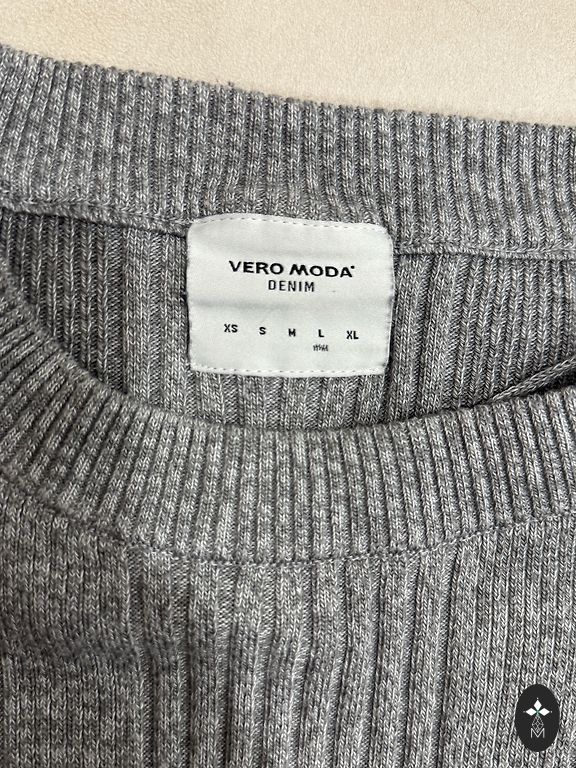 VERO MODA
DENIM
XS S M L XL
M